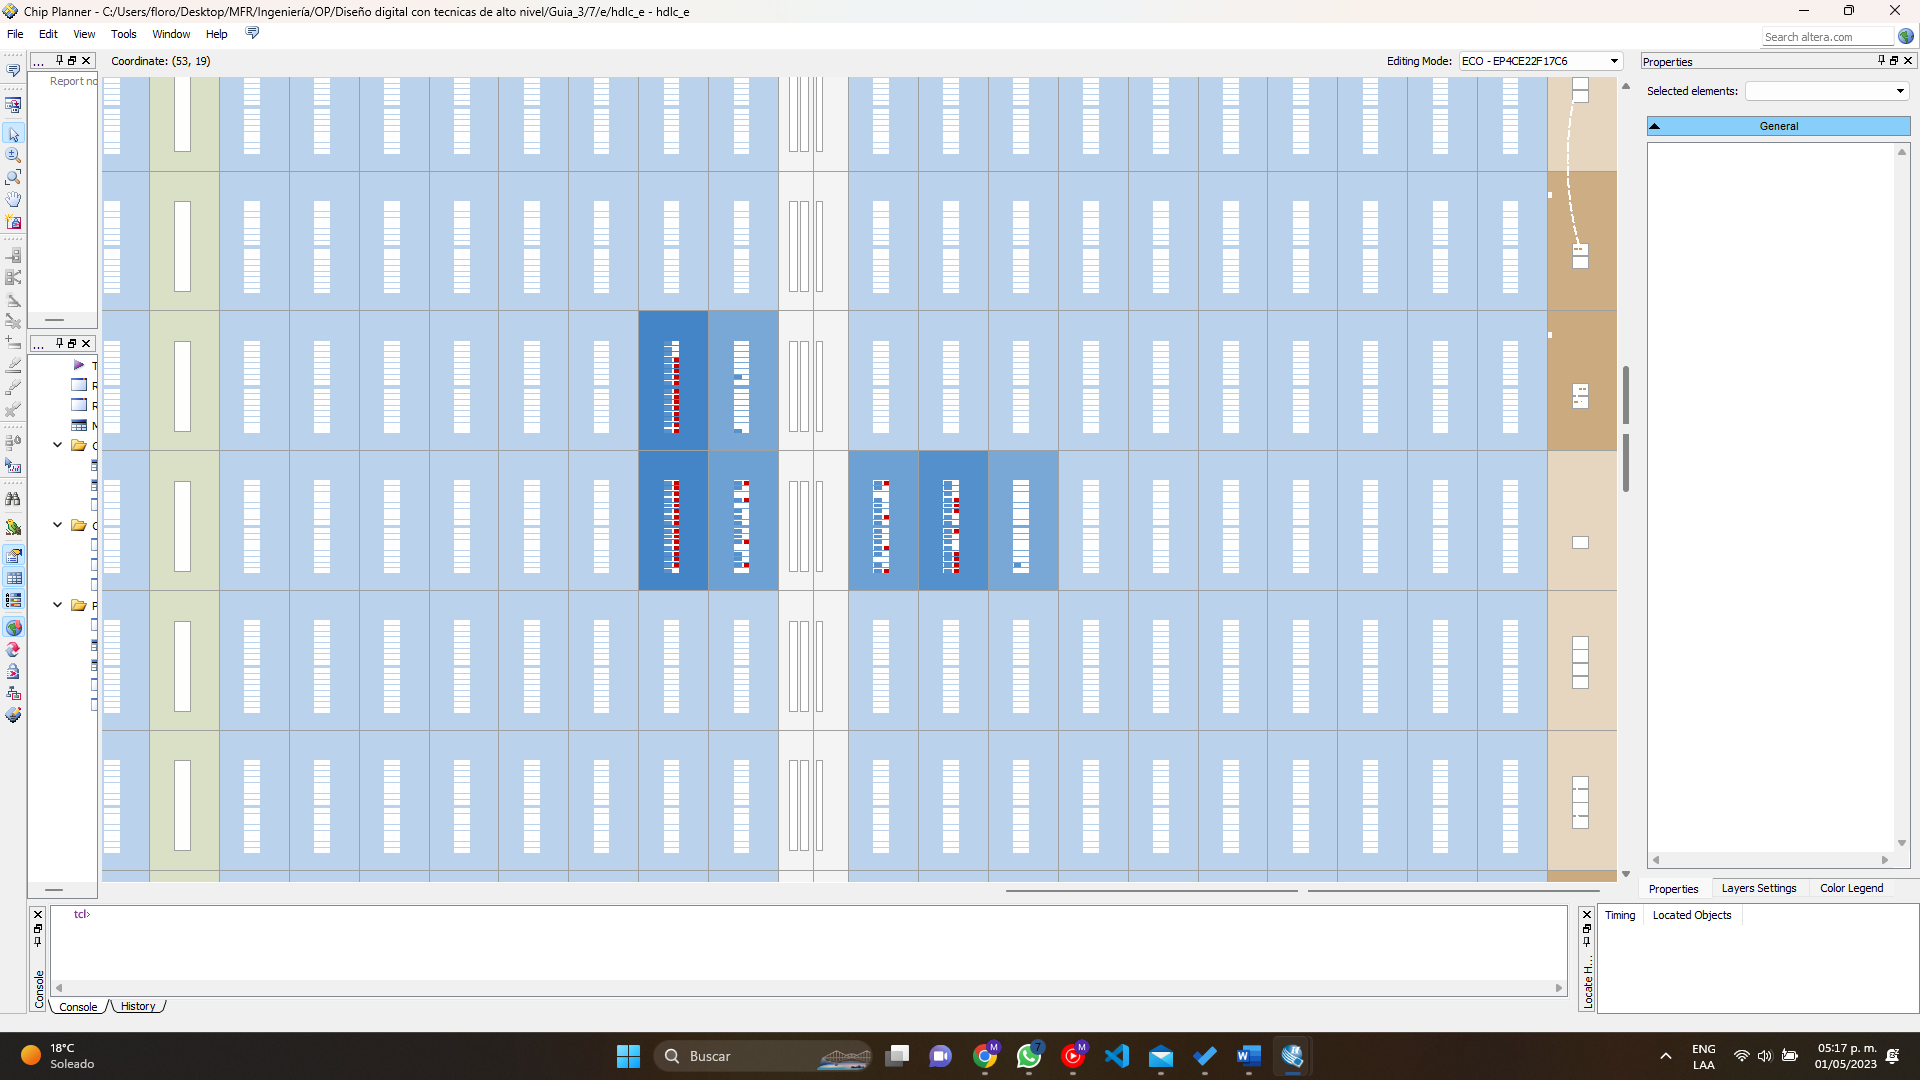 Chip Planner - C:/Users/floro/Desktop/MFR/Ingeniería/OP/Diseño digital con tecnicas de alto nivel/Guia_3/7/e/hdlc_e - hdlc_e
File Edit View Tools Window Help
Search altera.com
...
Coordinate: (53, 19)
Editing Mode: ECO - EP4CE22F17C6
Properties
Report no
Selected elements:
General
...
T
R
R
M
C
C
F
Properties Layers Settings Color Legend
tcl>
Timing Located Objects
Console
Locate H...
Console History
18°C
Soleado
Buscar
M
7
M
ENG
LAA
05:17 p. m.
01/05/2023